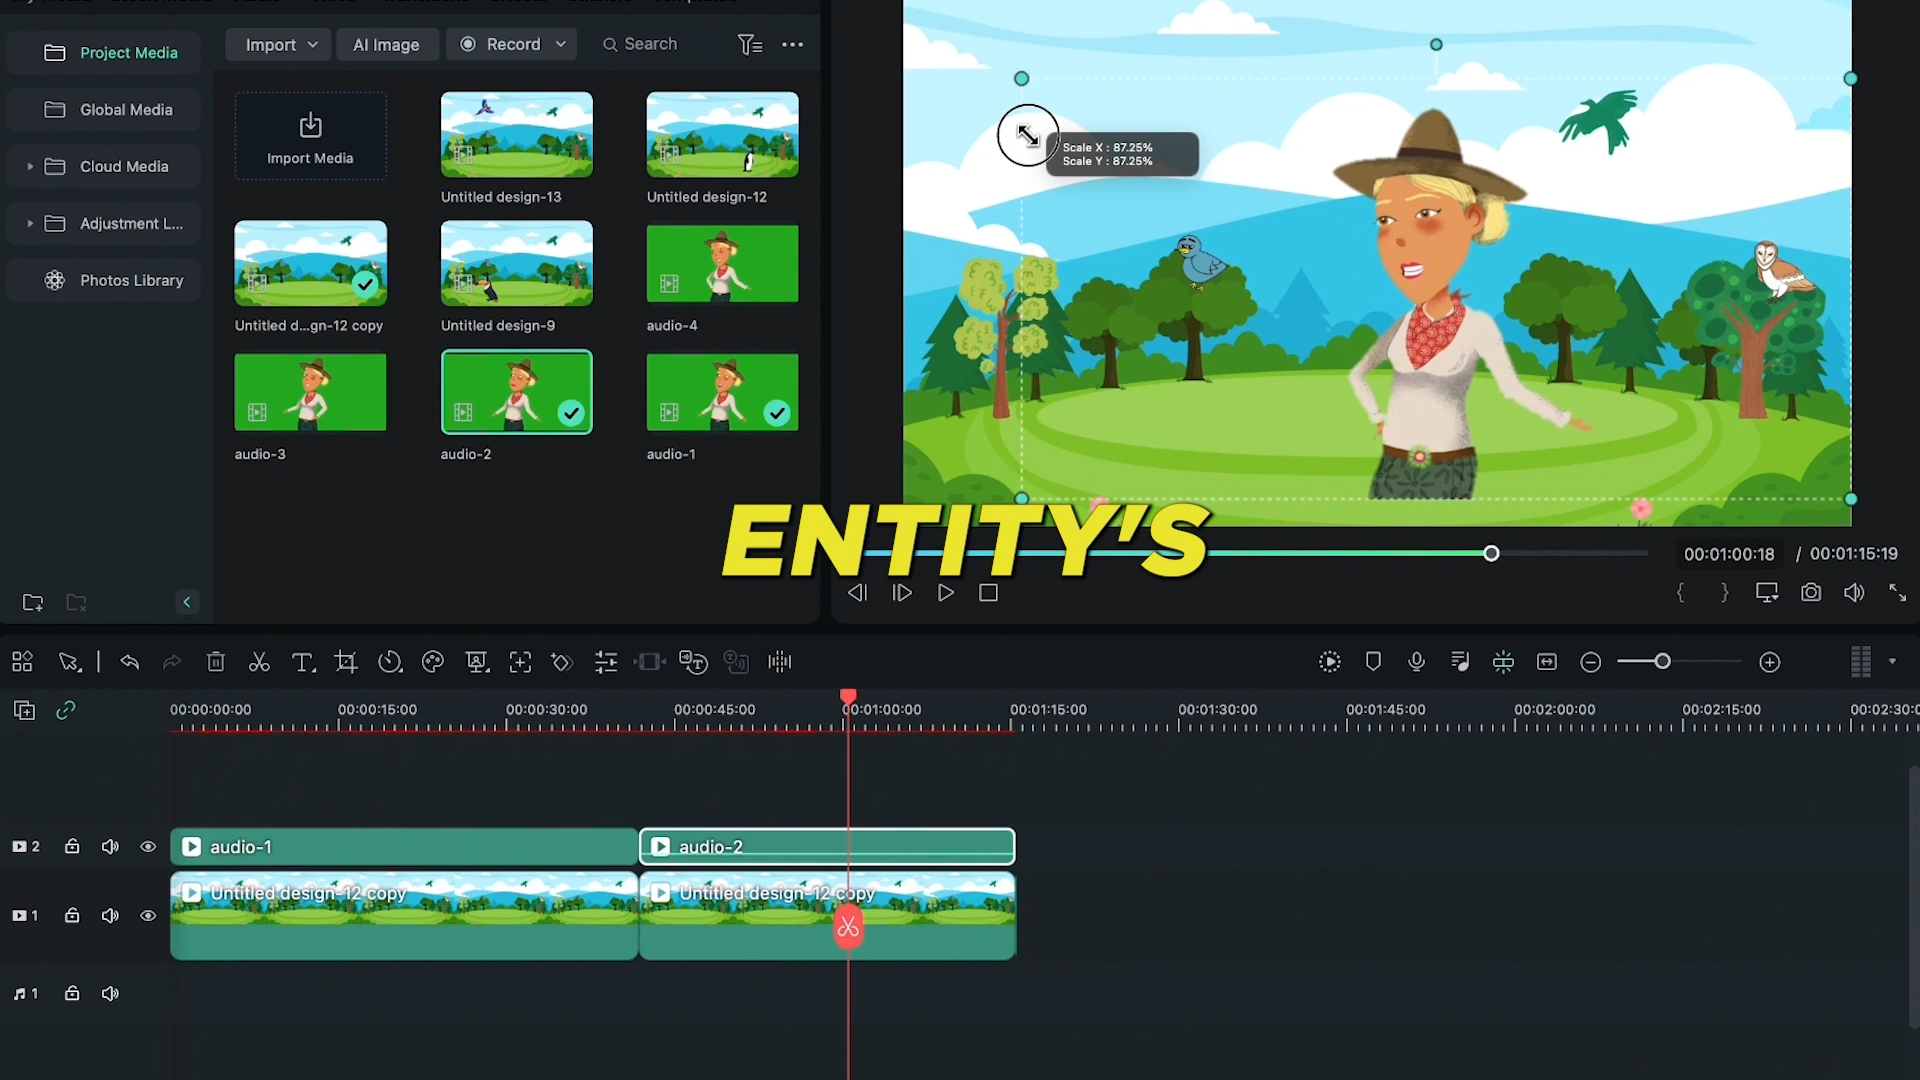 Project Media
Global Media
Cloud Media
Adjustment L...
Photos Library
Import
AI Image
Record
Search
Import Media
Untitled design-13
Untitled design-12
Untitled d...gn-12 copy
Untitled design-9
audio-4
audio-3
audio-2
audio-1
Scale X : 87.25%
Scale Y : 87.25%
ENTITY'S
00:01:00:18 / 00:01:15:19
00:00:00:00
00:00:15:00
00:00:30:00
00:00:45:00
00:01:00:00
00:01:15:00
00:01:30:00
00:01:45:00
00:02:00:00
00:02:15:00
00:02:30:0
2
audio-1
audio-2
1
Untitled design-12 copy
Untitled design-12 copy
1